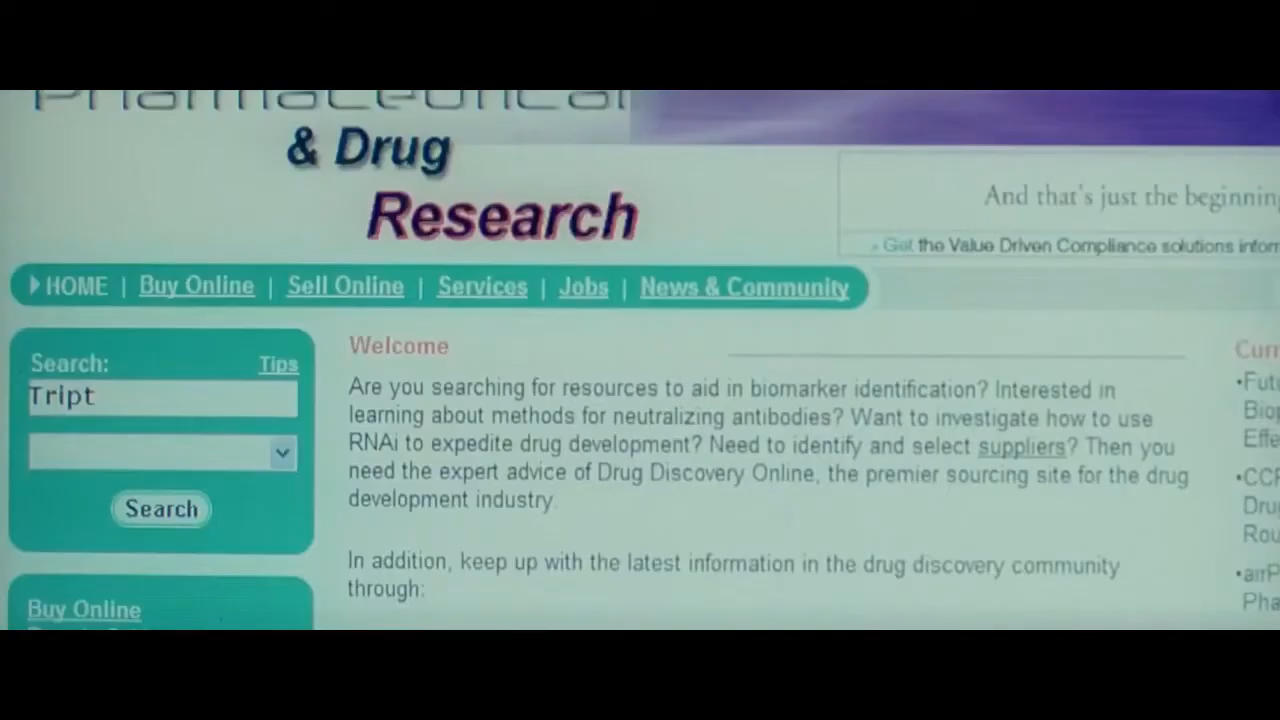 Pharmaceutical
& Drug
Research
And that's just the beginning
Get the Value Driven Compliance solutions
HOME | Buy Online | Sell Online | Services | Jobs | News & Community
Search: Tips
Tript
Search
Buy Online
Welcome
Are you searching for resources to aid in biomarker identification? Interested in
learning about methods for neutralizing antibodies? Want to investigate how to use
RNAi to expedite drug development? Need to identify and select suppliers? Then you
need the expert advice of Drug Discovery Online, the premier sourcing site for the drug
development industry.
In addition, keep up with the latest information in the drug discovery community
through: